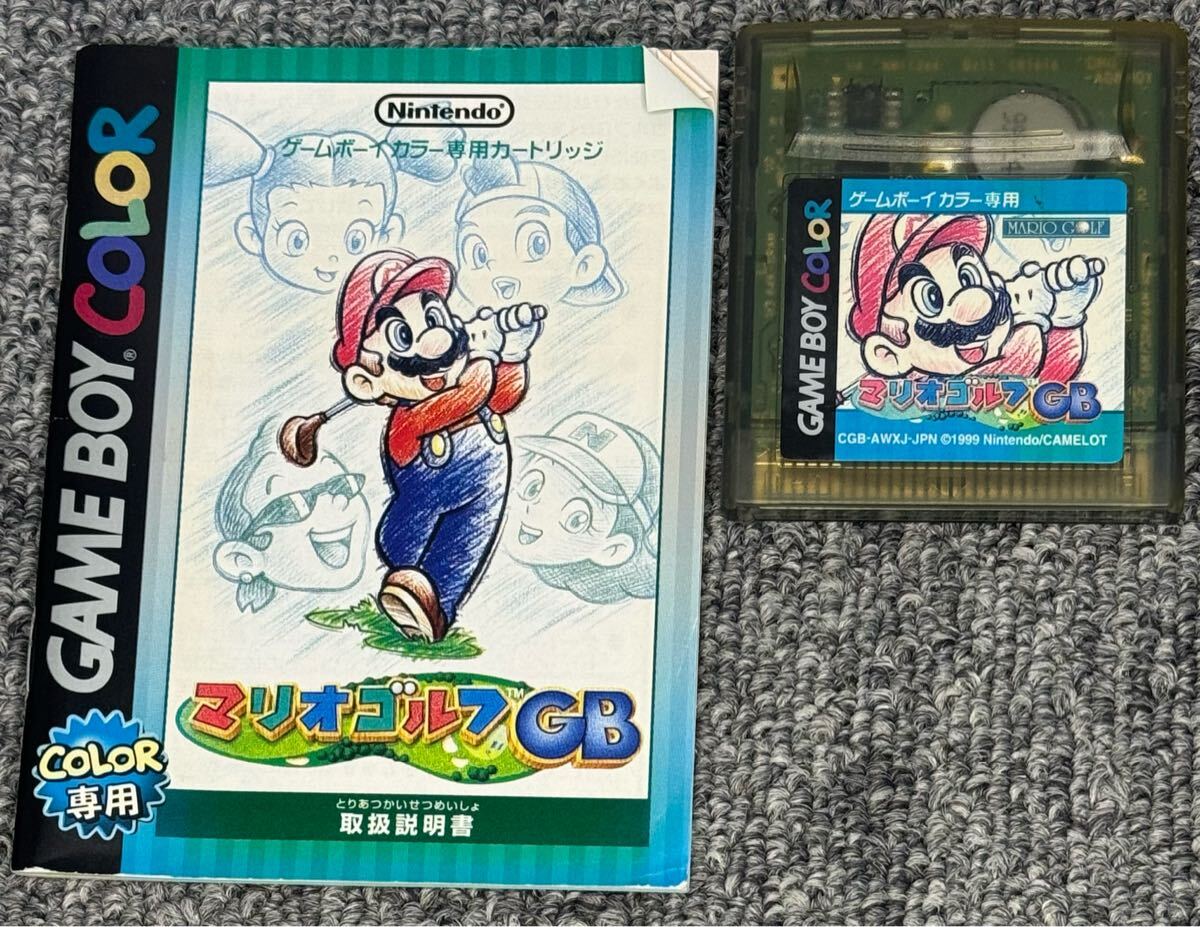 GAME BOY® COLOR
Nintendo®
ゲームボーイカラー専用カートリッジ
N
マリオゴルフ™GB
COLOR
専用
とりあつかいせつめいしょ
取扱説明書
GAME BOY COLOR
ゲームボーイカラー専用
MARIO GOLF
マリオゴルフGB
CGB-AWXJ-JPN ©1999 Nintendo/CAMELOT